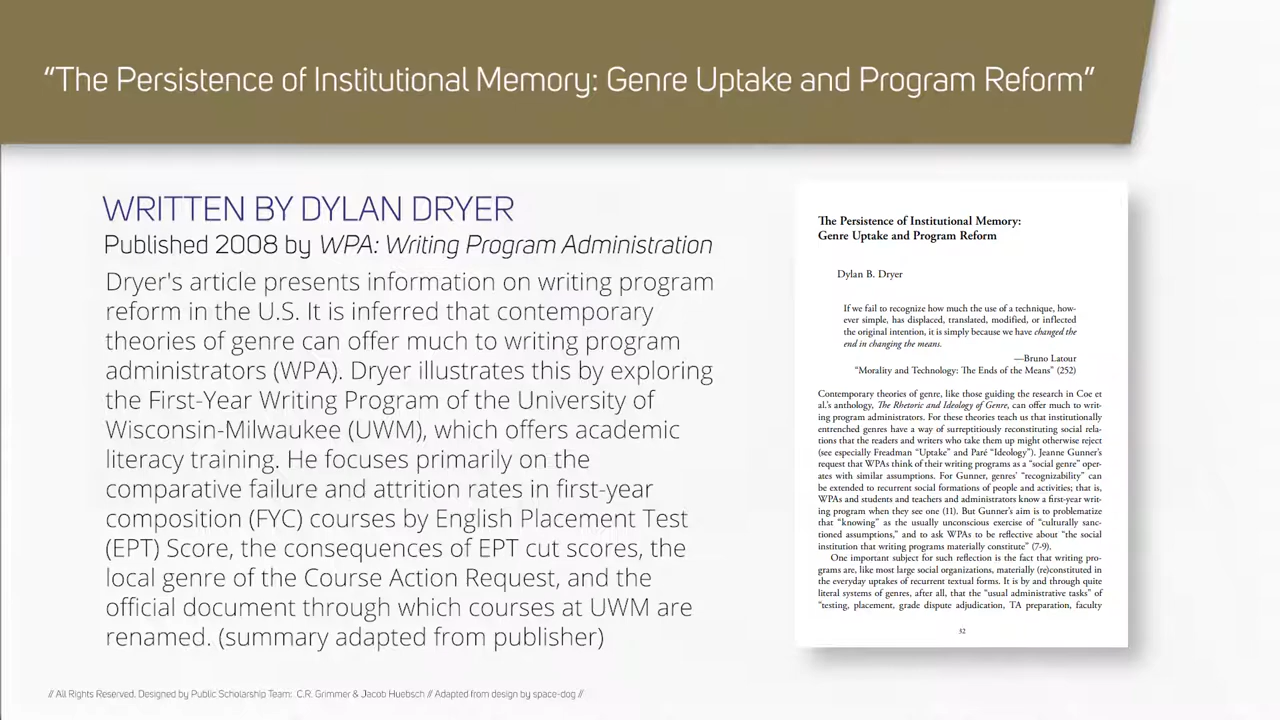 “The Persistence of Institutional Memory: Genre Uptake and Program Reform”
WRITTEN BY DYLAN DRYER
Published 2008 by WPA: Writing Program Administration
Dryer's article presents information on writing program
reform in the U.S. It is inferred that contemporary
theories of genre can offer much to writing program
administrators (WPA). Dryer illustrates this by exploring
the First-Year Writing Program of the University of
Wisconsin-Milwaukee (UWM), which offers academic
literacy training. He focuses primarily on the
comparative failure and attrition rates in first-year
composition (FYC) courses by English Placement Test
(EPT) Score, the consequences of EPT cut scores, the
local genre of the Course Action Request, and the
official document through which courses at UWM are
renamed. (summary adapted from publisher)
The Persistence of Institutional Memory:
Genre Uptake and Program Reform
Dylan B. Dryer
If we fail to recognize how much the use of a technique, how-
ever simple, has displaced, translated, modified, or inflected
the original intention, it is simply because we have changed the
end in changing the means.
—Bruno Latour
“Morality and Technology: The Ends of the Means” (252)
Contemporary theories of genre, like those guiding the research in Coe et
al.’s anthology, The Rhetoric and Ideology of Genre, can offer much to writ-
ing program administrators. For these theories teach us that institutionally
entrenched genres have a way of surreptitiously reconstituting social rela-
tions that the readers and writers who take them up might otherwise reject
(see especially Freadman “Uptake” and Paré “Ideology”). Jeanne Gunner’s
request that WPAs think of their writing programs as a “social genre” oper-
ates with similar assumptions. For Gunner, genres’ “recognizability” can
be extended to recurrent social formations of people and activities; that is,
WPAs and students and teachers and administrators know a first-year writ-
ing program when they see one (11). But Gunner’s aim is to problematize
that “knowing” as the usually unconscious exercise of “culturally sanc-
tioned assumptions,” and to ask WPAs to be reflective about “the social
institution that writing programs materially constitute” (7-9).
One important subject for such reflection is the fact that writing pro-
grams are, like most large social organizations, materially (re)constituted in
the everyday uptakes of recurrent textual forms. It is by and through quite
literal systems of genres, after all, that the “usual administrative tasks” of
“testing, placement, grade dispute adjudication, TA preparation, faculty
32
// All Rights Reserved. Designed by Public Scholarship Team: C.R. Grimmer & Jacob Huebsch // Adapted from design by space-dog //